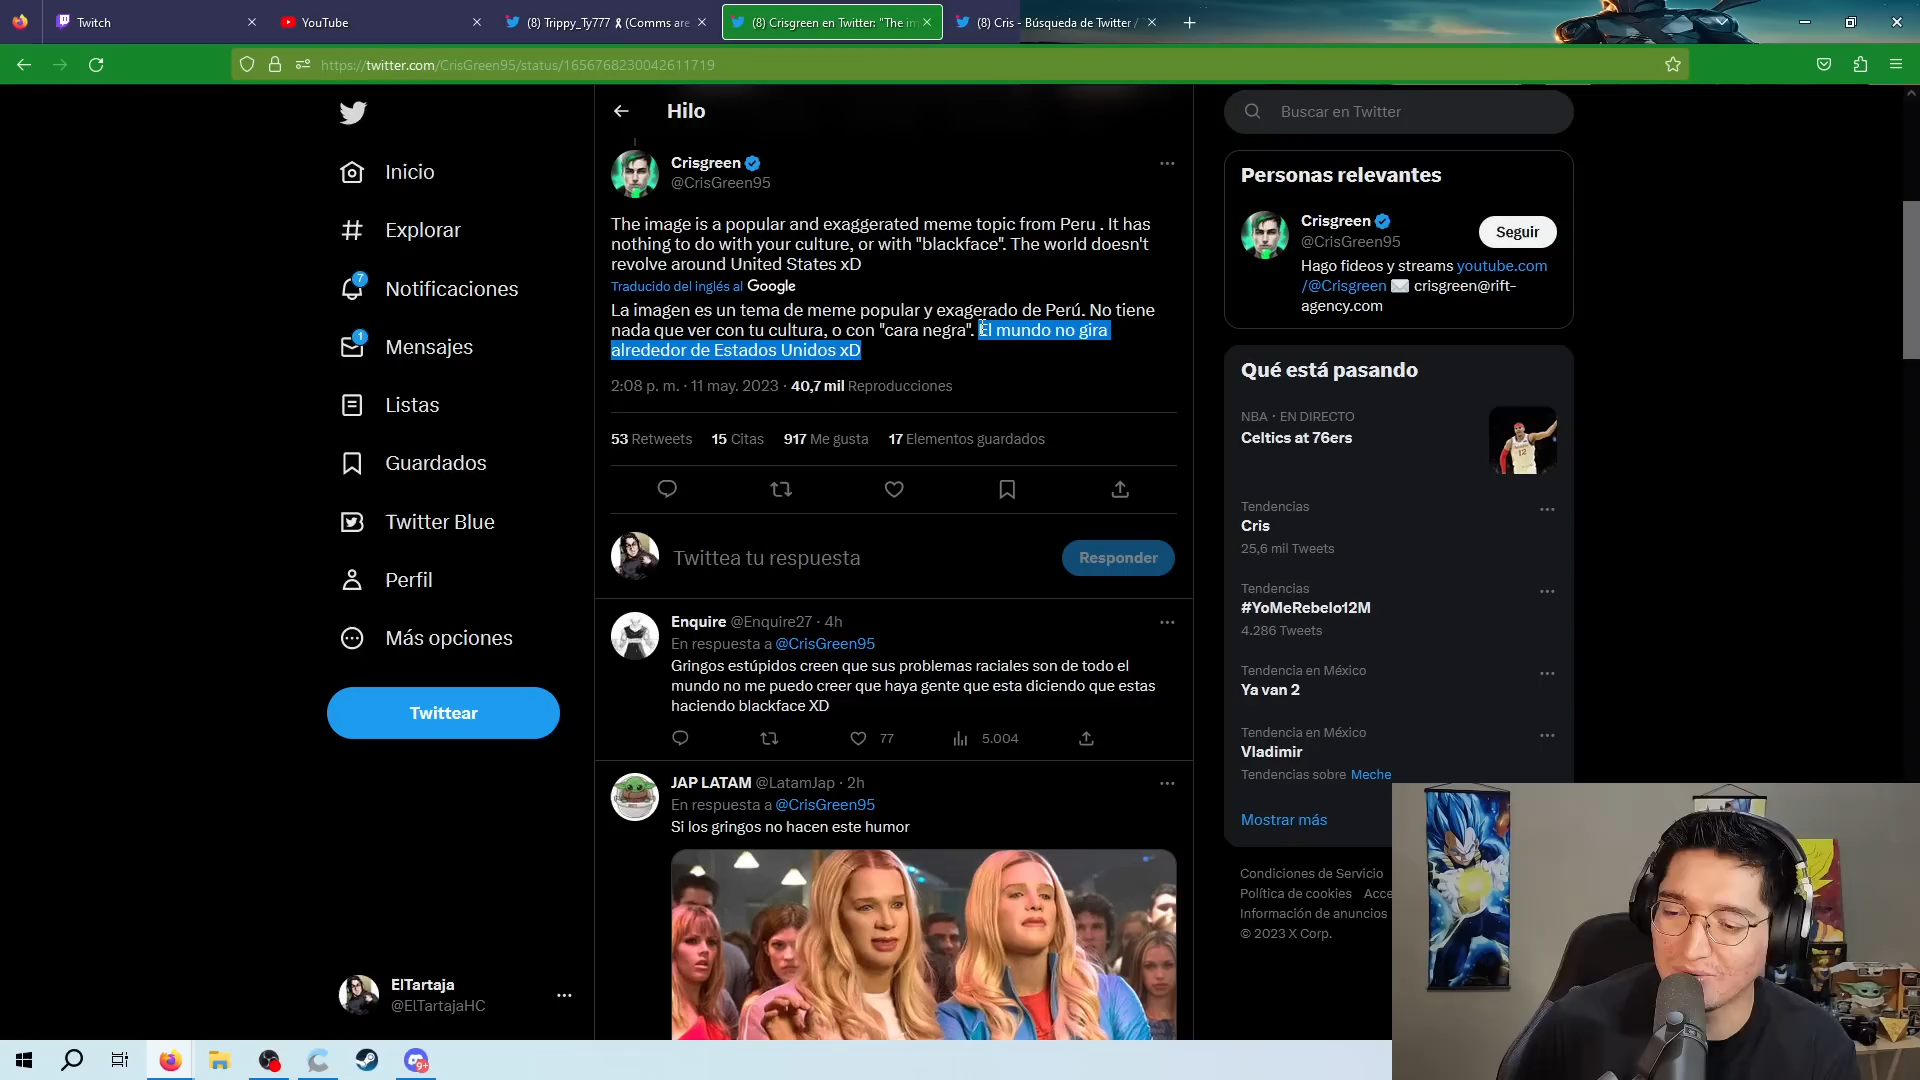 Twitch
YouTube
(8) Trippy_Ty777 🎗 (Comms are
(8) Crisgreen en Twitter: "The im
(8) Cris - Búsqueda de Twitter /
https://twitter.com/CrisGreen95/status/1656768230042611719
Inicio
Explorar
7
Notificaciones
1
Mensajes
Listas
Guardados
Twitter Blue
Perfil
Más opciones
Twittear
ElTartaja
@ElTartajaHC
Hilo
Crisgreen
@CrisGreen95
The image is a popular and exaggerated meme topic from Peru . It has
nothing to do with your culture, or with "blackface". The world doesn't
revolve around United States xD
Traducido del inglés al Google
La imagen es un tema de meme popular y exagerado de Perú. No tiene
nada que ver con tu cultura, o con "cara negra". El mundo no gira
alrededor de Estados Unidos xD
2:08 p. m. · 11 may. 2023 · 40,7 mil Reproducciones
53 Retweets 15 Citas 917 Me gusta 17 Elementos guardados
Twittea tu respuesta
Responder
Enquire @Enquire27 · 4h
En respuesta a @CrisGreen95
Gringos estúpidos creen que sus problemas raciales son de todo el
mundo no me puedo creer que haya gente que esta diciendo que estas
haciendo blackface XD
77 5.004
JAP LATAM @LatamJap · 2h
En respuesta a @CrisGreen95
Si los gringos no hacen este humor
Buscar en Twitter
Personas relevantes
Crisgreen
@CrisGreen95
Seguir
Hago fideos y streams youtube.com
/@Crisgreen ✉️ crisgreen@rift-
agency.com
Qué está pasando
NBA · EN DIRECTO
Celtics at 76ers
Tendencias
Cris
25,6 mil Tweets
Tendencias
#YoMeRebelo12M
4.286 Tweets
Tendencia en México
Ya van 2
Tendencia en México
Vladimir
Tendencias sobre Meche
Mostrar más
Condiciones de Servicio
Política de cookies Acce
Información de anuncios
© 2023 X Corp.
12
9+